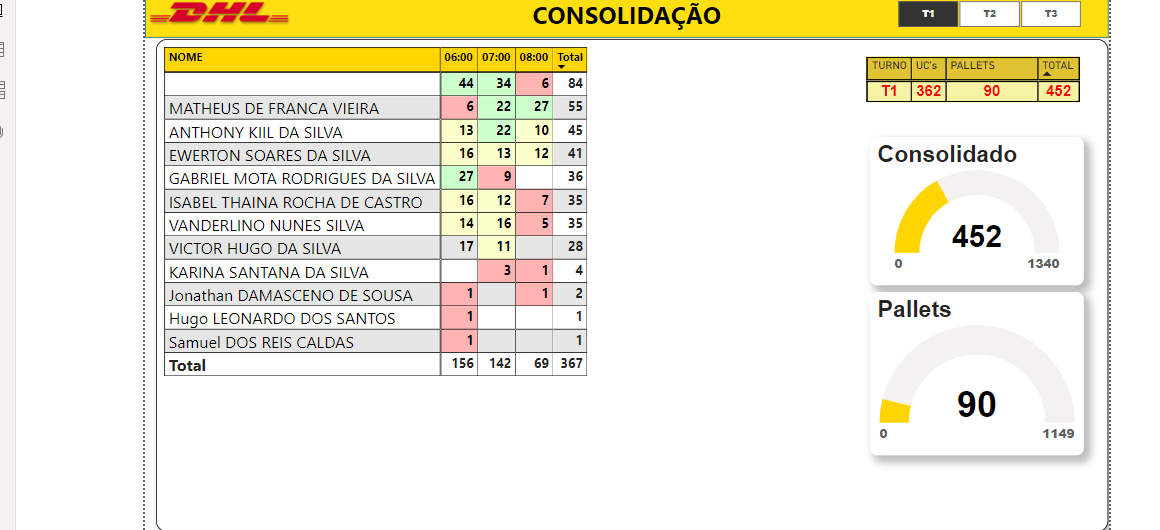 DHL
CONSOLIDAÇÃO
T1 T2 T3
NOME 06:00 07:00 08:00 Total
44 34 6 84
MATHEUS DE FRANCA VIEIRA 6 22 27 55
ANTHONY KIIL DA SILVA 13 22 10 45
EWERTON SOARES DA SILVA 16 13 12 41
GABRIEL MOTA RODRIGUES DA SILVA 27 9 36
ISABEL THAINA ROCHA DE CASTRO 16 12 7 35
VANDERLINO NUNES SILVA 14 16 5 35
VICTOR HUGO DA SILVA 17 11 28
KARINA SANTANA DA SILVA 3 1 4
Jonathan DAMASCENO DE SOUSA 1 1 2
Hugo LEONARDO DOS SANTOS 1 1
Samuel DOS REIS CALDAS 1 1
Total 156 142 69 367
TURNO UC's PALLETS TOTAL
T1 362 90 452
Consolidado
452
0 1340
Pallets
90
0 1149